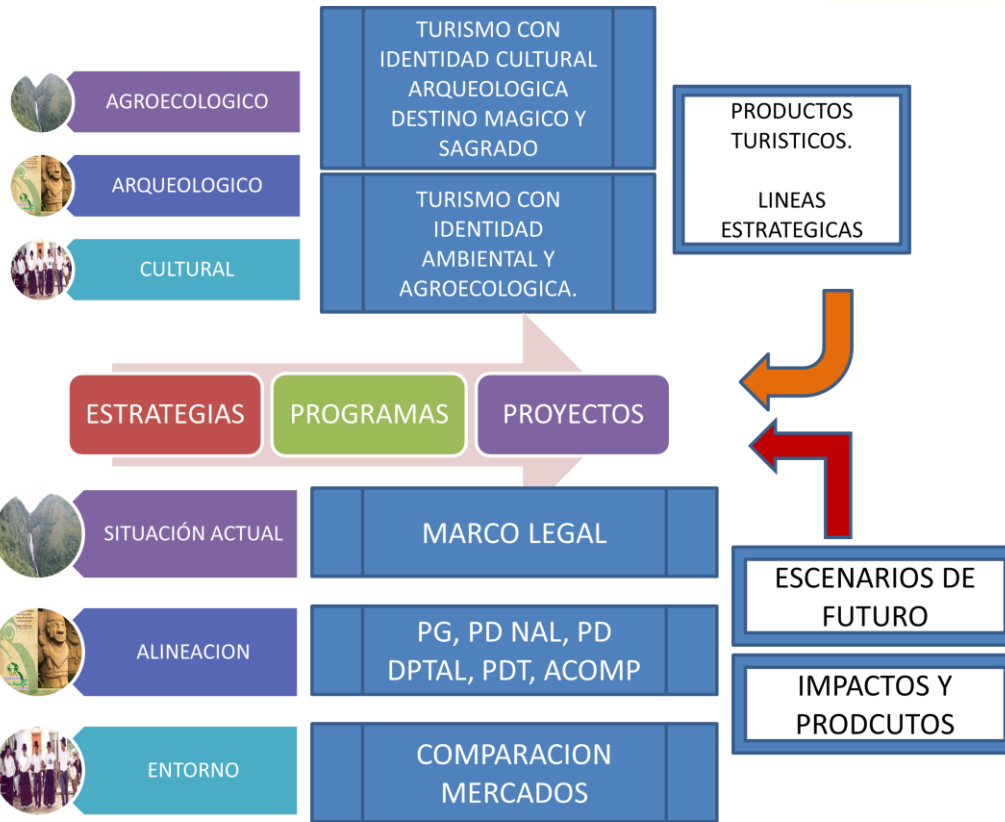 AGROECOLOGICO
ARQUEOLOGICO
CULTURAL
TURISMO CON
IDENTIDAD CULTURAL
ARQUEOLOGICA
DESTINO MAGICO Y
SAGRADO
TURISMO CON
IDENTIDAD
AMBIENTAL Y
AGROECOLOGICA.
PRODUCTOS
TURISTICOS.
LINEAS
ESTRATEGICAS
ESTRATEGIAS
PROGRAMAS
PROYECTOS
SITUACIÓN ACTUAL
MARCO LEGAL
ALINEACION
PG, PD NAL, PD
DPTAL, PDT, ACOMP
ENTORNO
COMPARACION
MERCADOS
ESCENARIOS DE
FUTURO
IMPACTOS Y
PRODCUTOS